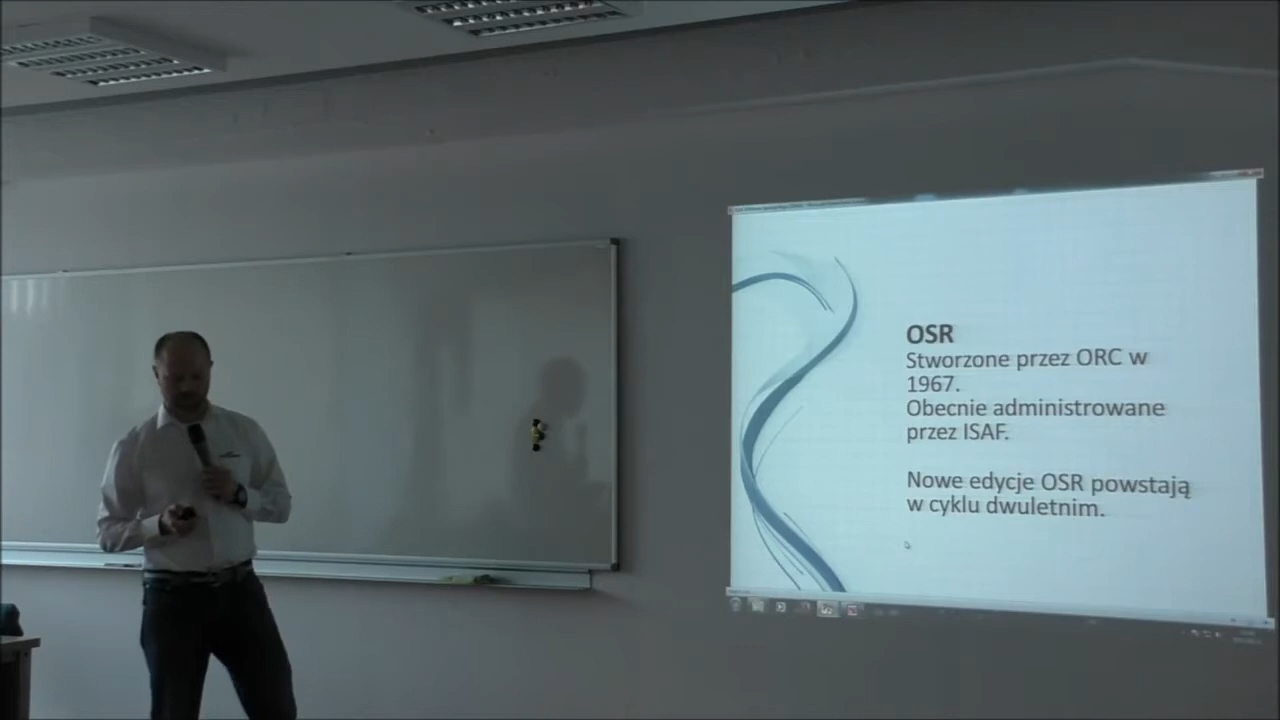 OSR
Stworzone przez ORC w
1967.
Obecnie administrowane
przez ISAF.
Nowe edycje OSR powstają
w cyklu dwuletnim.